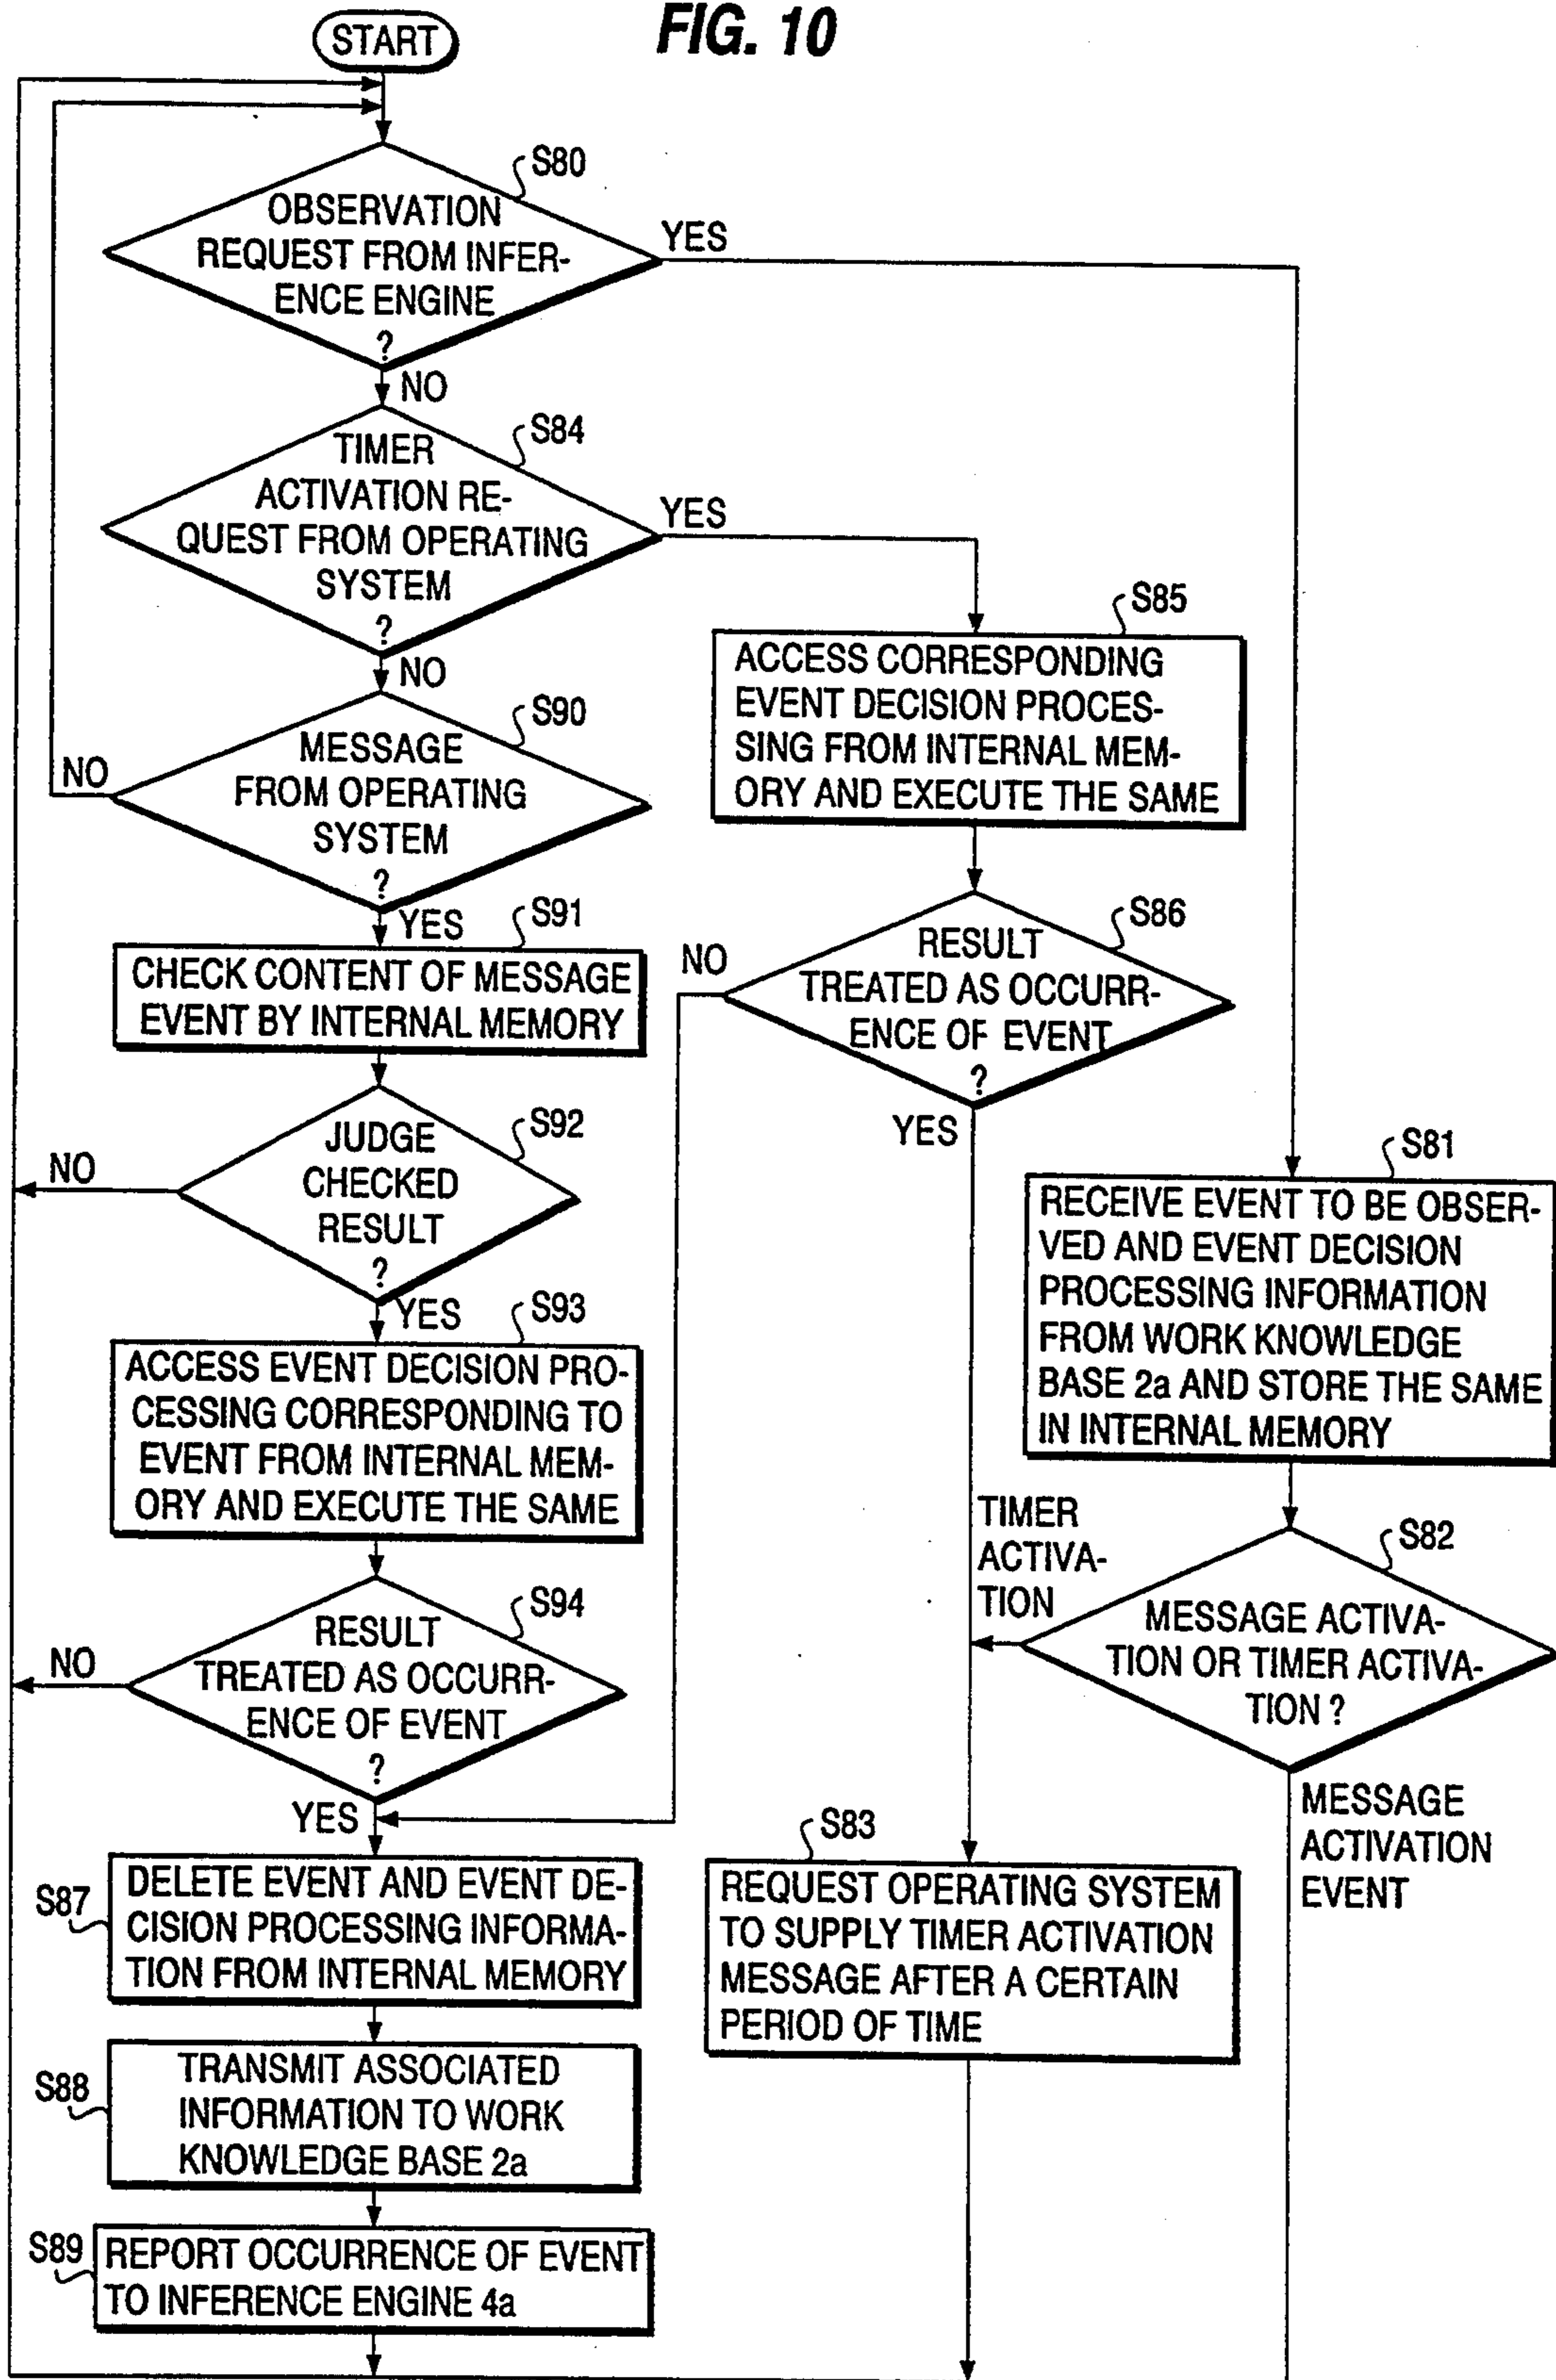 FIG. 10
START
S80
OBSERVATION
REQUEST FROM INFER-
ENCE ENGINE
?
YES
NO
S84
TIMER
ACTIVATION RE-
QUEST FROM OPERATING
SYSTEM
?
YES
NO
S90
MESSAGE
FROM OPERATING
SYSTEM
?
NO
YES
S91
CHECK CONTENT OF MESSAGE
EVENT BY INTERNAL MEMORY
S92
JUDGE
CHECKED
RESULT
?
NO
YES
S93
ACCESS EVENT DECISION PRO-
CESSING CORRESPONDING TO
EVENT FROM INTERNAL MEM-
ORY AND EXECUTE THE SAME
S94
RESULT
TREATED AS OCCURR-
ENCE OF EVENT
?
NO
YES
S87
DELETE EVENT AND EVENT DE-
CISION PROCESSING INFORMA-
TION FROM INTERNAL MEMORY
S88
TRANSMIT ASSOCIATED
INFORMATION TO WORK
KNOWLEDGE BASE 2a
S89
REPORT OCCURRENCE OF EVENT
TO INFERENCE ENGINE 4a
S85
ACCESS CORRESPONDING
EVENT DECISION PROCES-
SING FROM INTERNAL MEM-
ORY AND EXECUTE THE SAME
S86
RESULT
TREATED AS OCCURR-
ENCE OF EVENT
?
NO
YES
S81
RECEIVE EVENT TO BE OBSER-
VED AND EVENT DECISION
PROCESSING INFORMATION
FROM WORK KNOWLEDGE
BASE 2a AND STORE THE SAME
IN INTERNAL MEMORY
S82
MESSAGE ACTIVA-
TION OR TIMER ACTIVA-
TION ?
TIMER
ACTIVA-
TION
MESSAGE
ACTIVATION
EVENT
S83
REQUEST OPERATING SYSTEM
TO SUPPLY TIMER ACTIVATION
MESSAGE AFTER A CERTAIN
PERIOD OF TIME